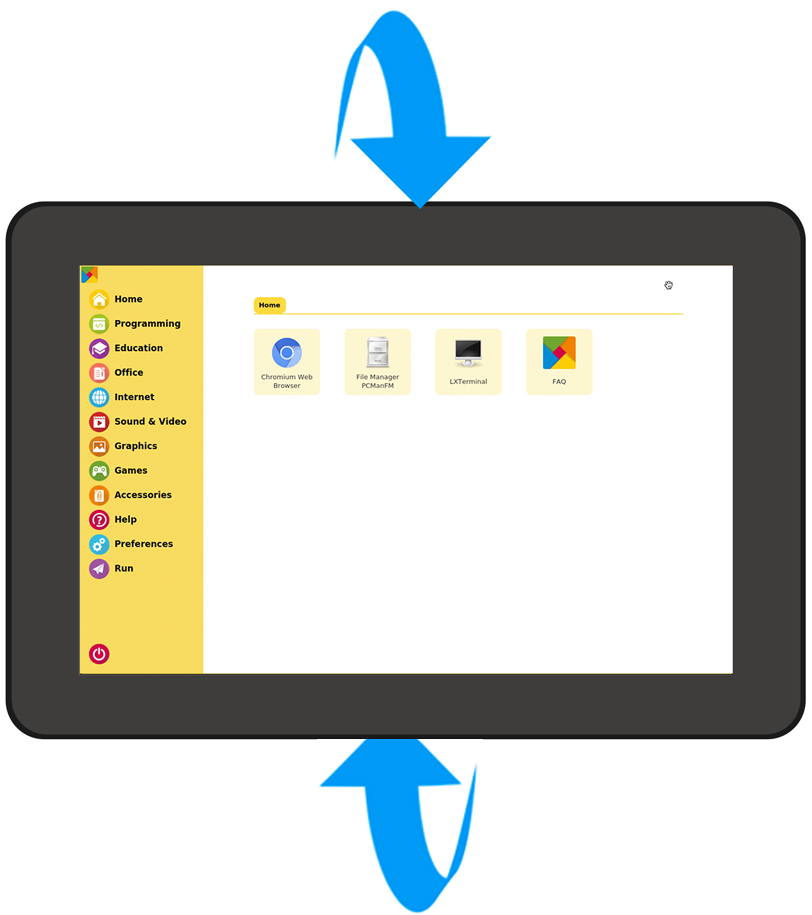 Home
Programming
Education
Office
Internet
Sound & Video
Graphics
Games
Accessories
Help
Preferences
Run
Home
Chromium Web
Browser
File Manager
PCManFM
LXTerminal
FAQ